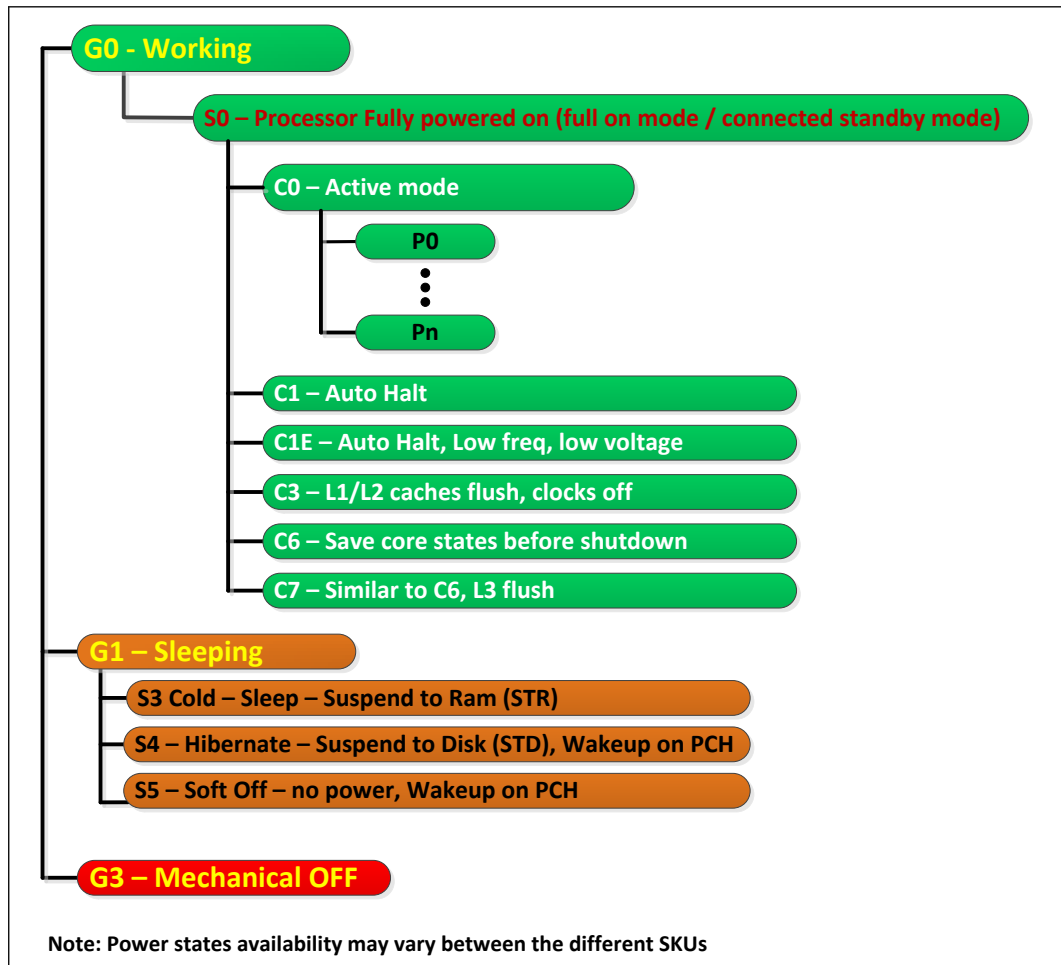 G0 - Working
S0 – Processor Fully powered on (full on mode / connected standby mode)
C0 – Active mode
P0
Pn
C1 – Auto Halt
C1E – Auto Halt, Low freq, low voltage
C3 – L1/L2 caches flush, clocks off
C6 – Save core states before shutdown
C7 – Similar to C6, L3 flush
G1 – Sleeping
S3 Cold – Sleep – Suspend to Ram (STR)
S4 – Hibernate – Suspend to Disk (STD), Wakeup on PCH
S5 – Soft Off – no power, Wakeup on PCH
G3 – Mechanical OFF
Note: Power states availability may vary between the different SKUs